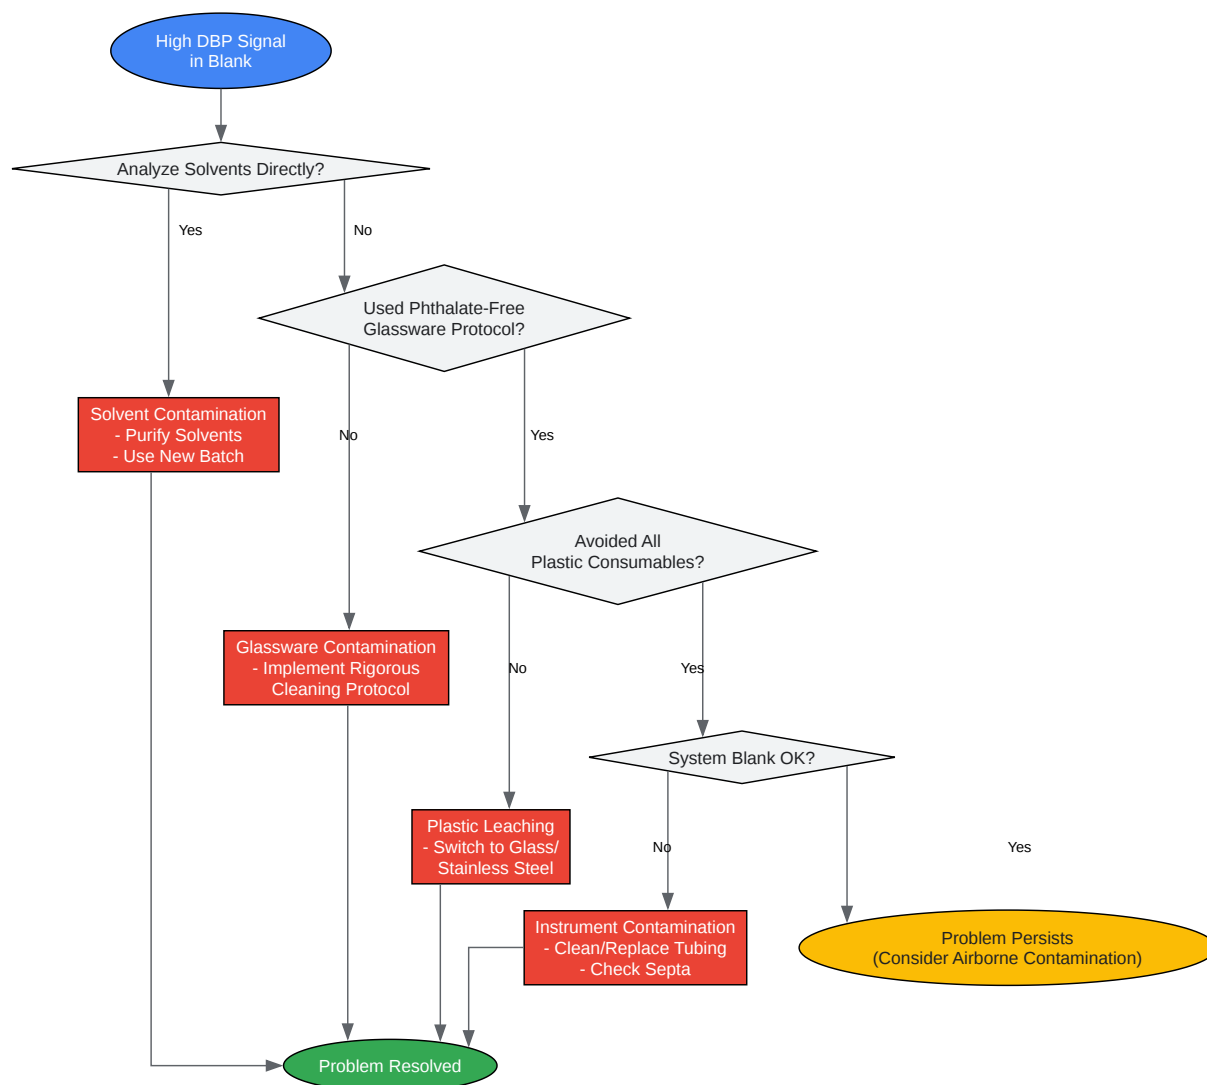 High DBP Signal
in Blank
Analyze Solvents Directly?
Yes
No
Used Phthalate-Free
Glassware Protocol?
Solvent Contamination
- Purify Solvents
- Use New Batch
No
Yes
Avoided All
Plastic Consumables?
Glassware Contamination
- Implement Rigorous
Cleaning Protocol
No
Yes
System Blank OK?
Plastic Leaching
- Switch to Glass/
Stainless Steel
No
Yes
Instrument Contamination
- Clean/Replace Tubing
- Check Septa
Problem Persists
(Consider Airborne Contamination)
Problem Resolved